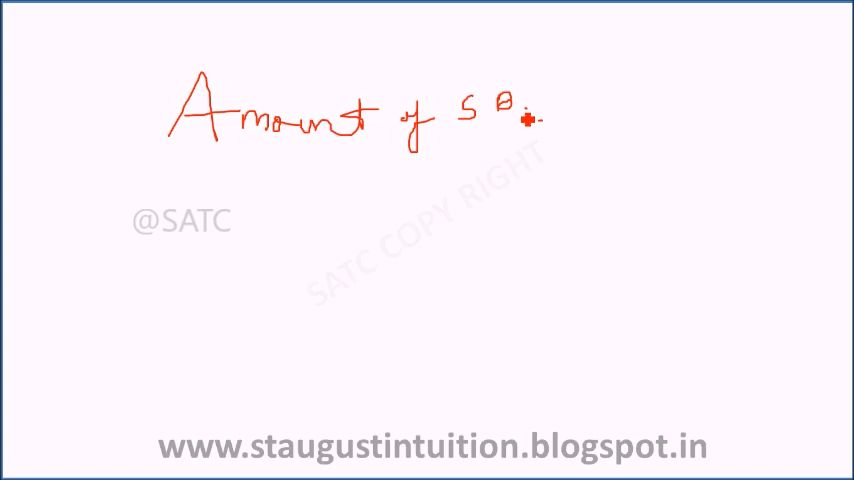 Amount of S B
@SATC
SATC COPY RIGHT
www.staugustintuition.blogspot.in